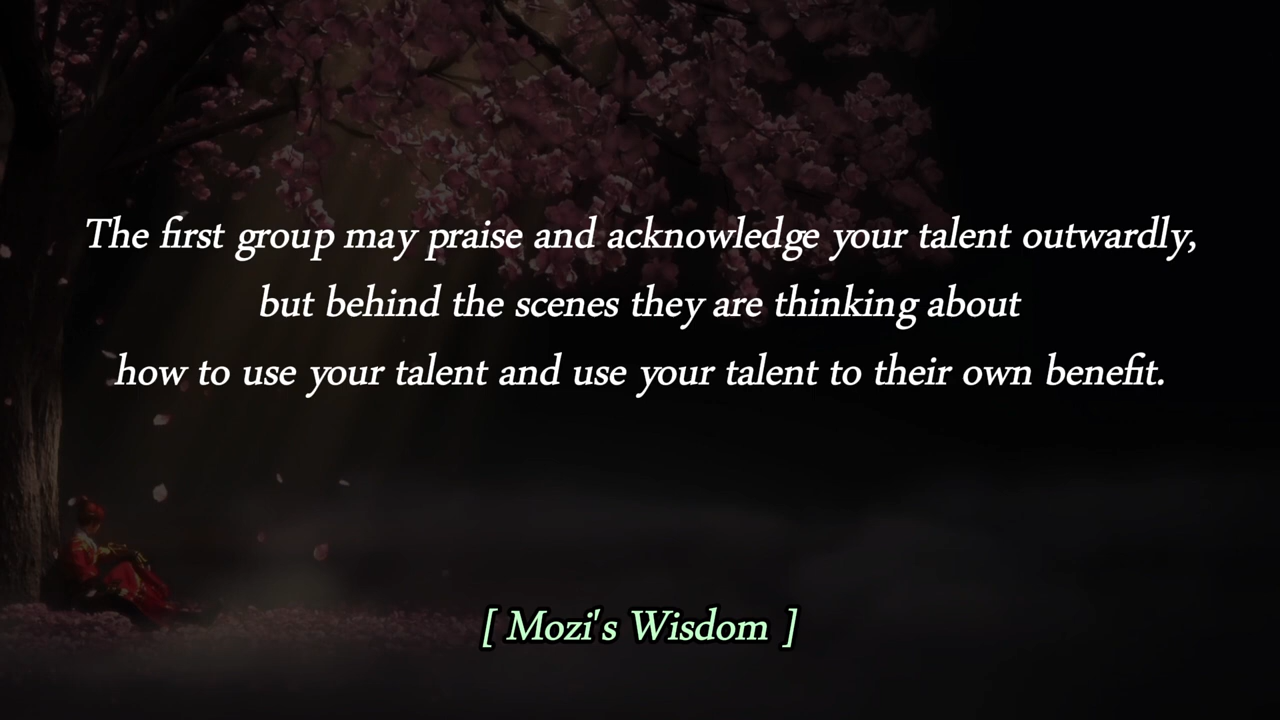 The first group may praise and acknowledge your talent outwardly,
but behind the scenes they are thinking about
how to use your talent and use your talent to their own benefit.
[ Mozi's Wisdom ]